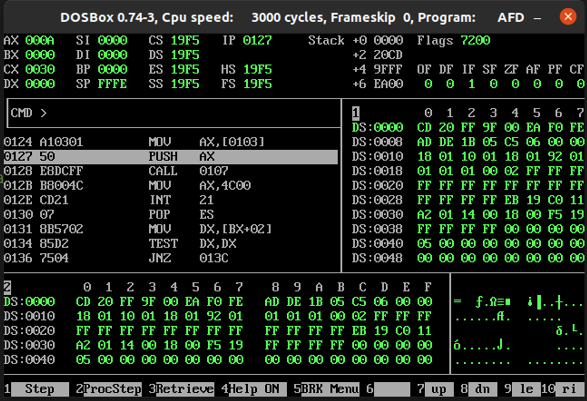 DOSBox 0.74-3, Cpu speed: 3000 cycles, Frameskip 0, Program: AFD
AX 000A SI 0000 CS 19F5 IP 0127 Stack +0 0000 Flags 7200
BX 0000 DI 0000 DS 19F5 +2 20CD
CX 0030 BP 0000 ES 19F5 HS 19F5 +4 9FFF OF DF IF SF ZF AF PF CF
DX 0000 SP FFFE SS 19F5 FS 19F5 +6 EA00 0 0 1 0 0 0 0 0
CMD >
0124 A10301 MOV AX,[0103]
0127 50 PUSH AX
0128 E8DCFF CALL 0107
012B B8004C MOV AX,4C00
012E CD21 INT 21
0130 07 POP ES
0131 8B5702 MOV DX,[BX+02]
0134 85D2 TEST DX,DX
0136 7504 JNZ 013C
1 0 1 2 3 4 5 6 7
DS:0000 CD 20 FF 9F 00 EA F0 FE
DS:0008 AD DE 1B 05 C5 06 00 00
DS:0010 18 01 10 01 18 01 92 01
DS:0018 01 01 01 00 02 FF FF FF
DS:0020 FF FF FF FF FF FF FF FF
DS:0028 FF FF FF FF EB 19 C0 11
DS:0030 A2 01 14 00 18 00 F5 19
DS:0038 FF FF FF FF 00 00 00 00
DS:0040 05 00 00 00 00 00 00 00
DS:0048 00 00 00 00 00 00 00 00
2 0 1 2 3 4 5 6 7 8 9 A B C D E F
DS:0000 CD 20 FF 9F 00 EA F0 FE AD DE 1B 05 C5 06 00 00
DS:0010 18 01 10 01 18 01 92 01 01 01 01 00 02 FF FF FF
DS:0020 FF FF FF FF FF FF FF FF FF FF FF FF EB 19 C0 11
DS:0030 A2 01 14 00 18 00 F5 19 FF FF FF FF 00 00 00 00
DS:0040 05 00 00 00 00 00 00 00 00 00 00 00 00 00 00 00
1 Step 2 ProcStep 3 Retrieve 4 Help ON 5 BRK Menu 6 7 up 8 dn 9 le 10 ri